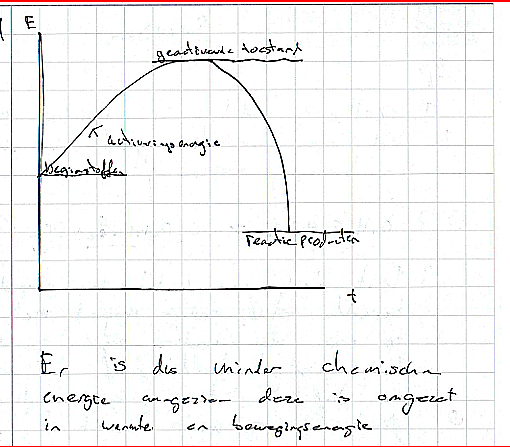 E
geactiveerde toestand
activeringsenergie
beginstoffen
reactie producten
t
Er is dus minder chemische
energie aangezien deze is omgezet
in warmte en bewegingsenergie